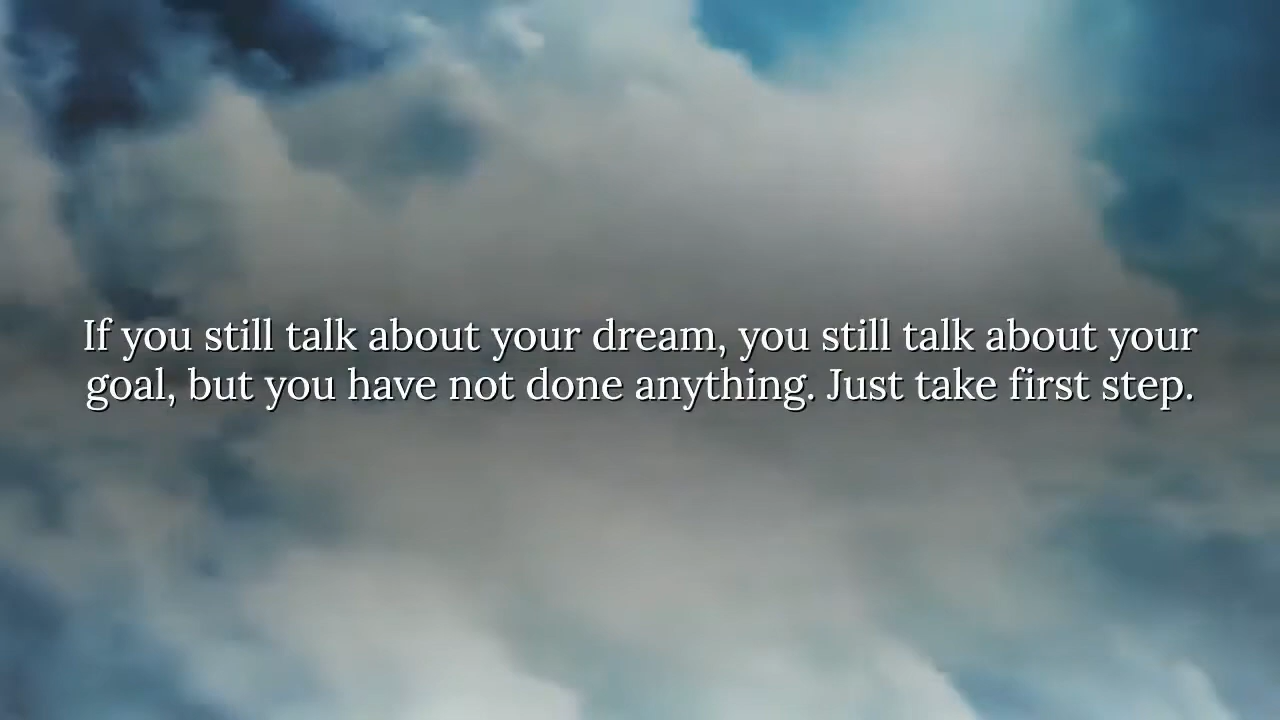 If you still talk about your dream, you still talk about your
goal, but you have not done anything. Just take first step.